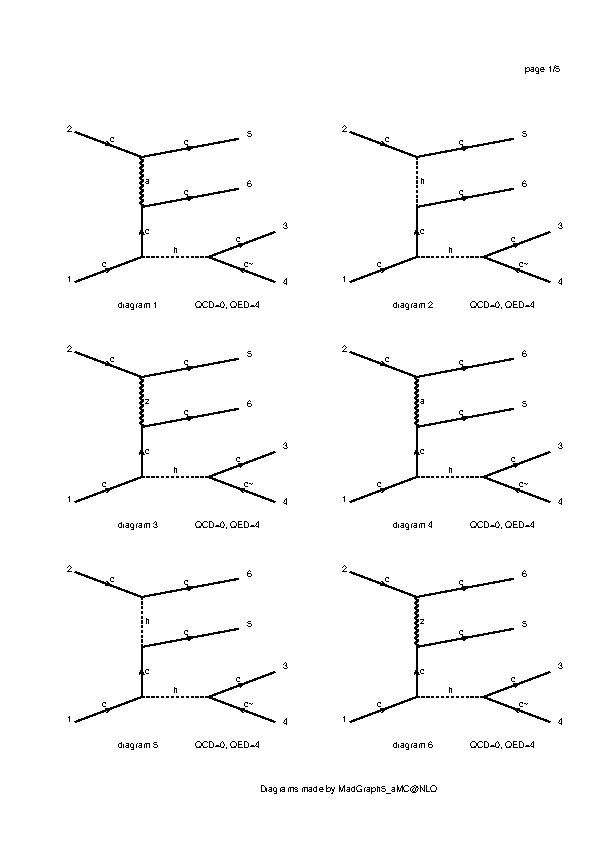 page 1/5
2 c c 5
a
c 6
c
h c 3
1 c c~ 4
diagram 1 QCD=0, QED=4
2 c c 5
h
c 6
c
h c 3
1 c c~ 4
diagram 2 QCD=0, QED=4
2 c c 5
z
c 6
c
h c 3
1 c c~ 4
diagram 3 QCD=0, QED=4
2 c c 6
a
c 5
c
h c 3
1 c c~ 4
diagram 4 QCD=0, QED=4
2 c c 6
h
c 5
c
h c 3
1 c c~ 4
diagram 5 QCD=0, QED=4
2 c c 6
z
c 5
c
h c 3
1 c c~ 4
diagram 6 QCD=0, QED=4
Diagrams made by MadGraph5_aMC@NLO